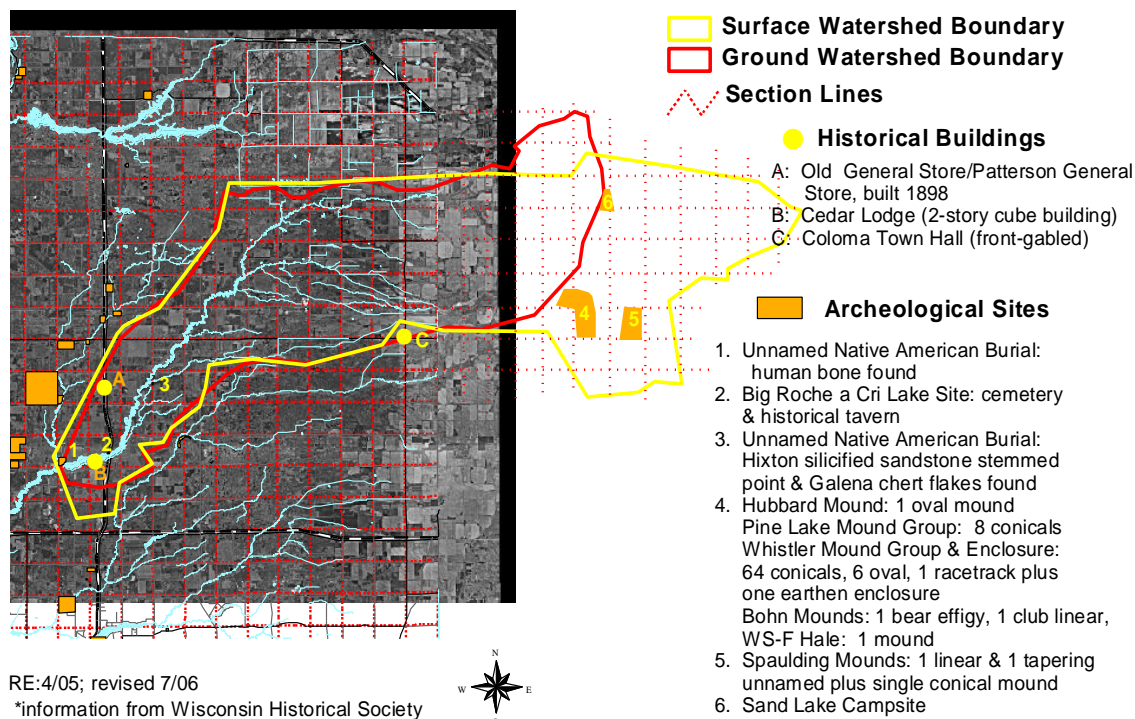 Surface Watershed Boundary
Ground Watershed Boundary
Section Lines
Historical Buildings
A: Old General Store/Patterson General
Store, built 1898
B: Cedar Lodge (2-story cube building)
C: Coloma Town Hall (front-gabled)
Archeological Sites
1. Unnamed Native American Burial:
human bone found
2. Big Roche a Cri Lake Site: cemetery
& historical tavern
3. Unnamed Native American Burial:
Hixton silicified sandstone stemmed
point & Galena chert flakes found
4. Hubbard Mound: 1 oval mound
Pine Lake Mound Group: 8 conicals
Whistler Mound Group & Enclosure:
64 conicals, 6 oval, 1 racetrack plus
one earthen enclosure
Bohn Mounds: 1 bear effigy, 1 club linear,
WS-F Hale: 1 mound
5. Spaulding Mounds: 1 linear & 1 tapering
unnamed plus single conical mound
6. Sand Lake Campsite
6
4
5
C
A
3
1
2
B
N
W
E
S
RE:4/05; revised 7/06
*information from Wisconsin Historical Society